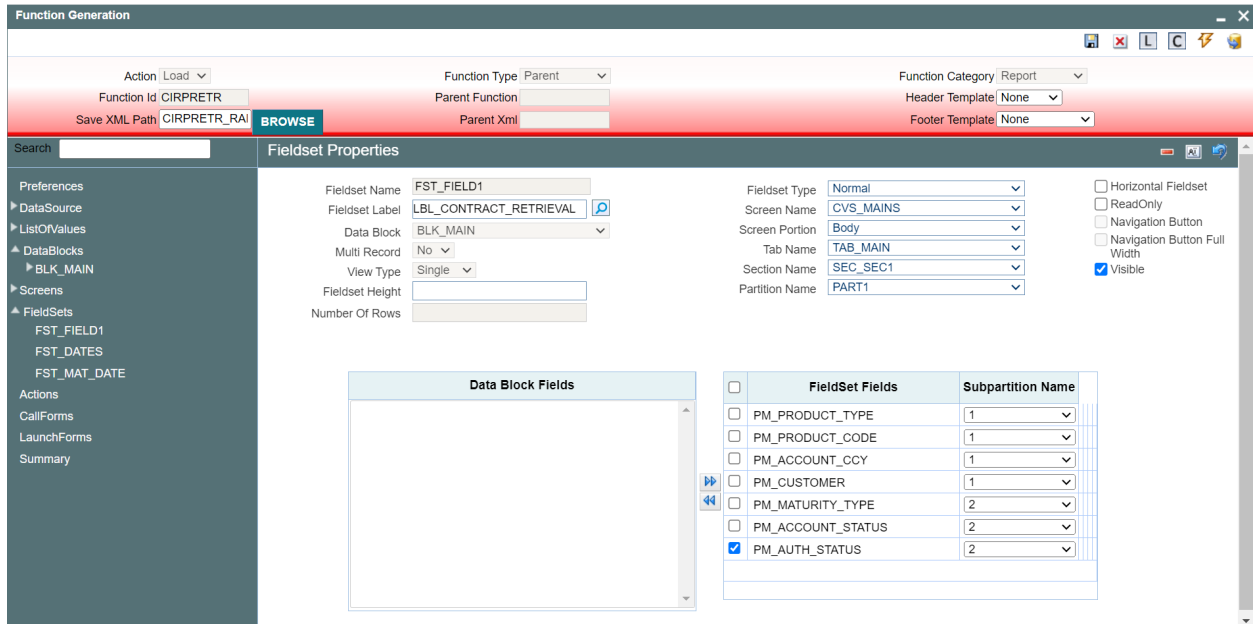 Function Generation
L C
Action Load Function Type Parent Function Category Report
Function Id CIRPRETR Parent Function Header Template None
Save XML Path CIRPRETR_RAI BROWSE Parent Xml Footer Template None
Search
Fieldset Properties
Preferences
DataSource
ListOfValues
DataBlocks
BLK_MAIN
Screens
FieldSets
FST_FIELD1
FST_DATES
FST_MAT_DATE
Actions
CallForms
LaunchForms
Summary
Fieldset Name FST_FIELD1
Fieldset Label LBL_CONTRACT_RETRIEVAL
Data Block BLK_MAIN
Multi Record No
View Type Single
Fieldset Height
Number Of Rows
Fieldset Type Normal
Screen Name CVS_MAINS
Screen Portion Body
Tab Name TAB_MAIN
Section Name SEC_SEC1
Partition Name PART1
Horizontal Fieldset
ReadOnly
Navigation Button
Navigation Button Full
Width
Visible
Data Block Fields
FieldSet Fields Subpartition Name
PM_PRODUCT_TYPE 1
PM_PRODUCT_CODE 1
PM_ACCOUNT_CCY 1
PM_CUSTOMER 1
PM_MATURITY_TYPE 2
PM_ACCOUNT_STATUS 2
PM_AUTH_STATUS 2